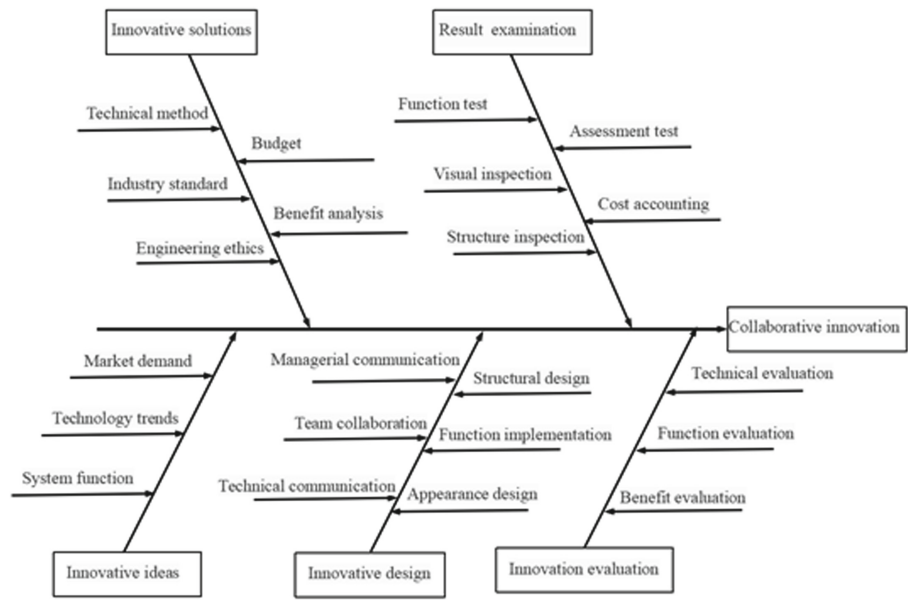 Innovative solutions
Result examination
Function test
Technical method
Assessment test
Budget
Visual inspection
Industry standard
Cost accounting
Benefit analysis
Structure inspection
Engineering ethics
Collaborative innovation
Market demand
Managerial communication
Technical evaluation
Structural design
Technology trends
Team collaboration
Function implementation
Function evaluation
System function
Technical communication
Appearance design
Benefit evaluation
Innovative ideas
Innovative design
Innovation evaluation